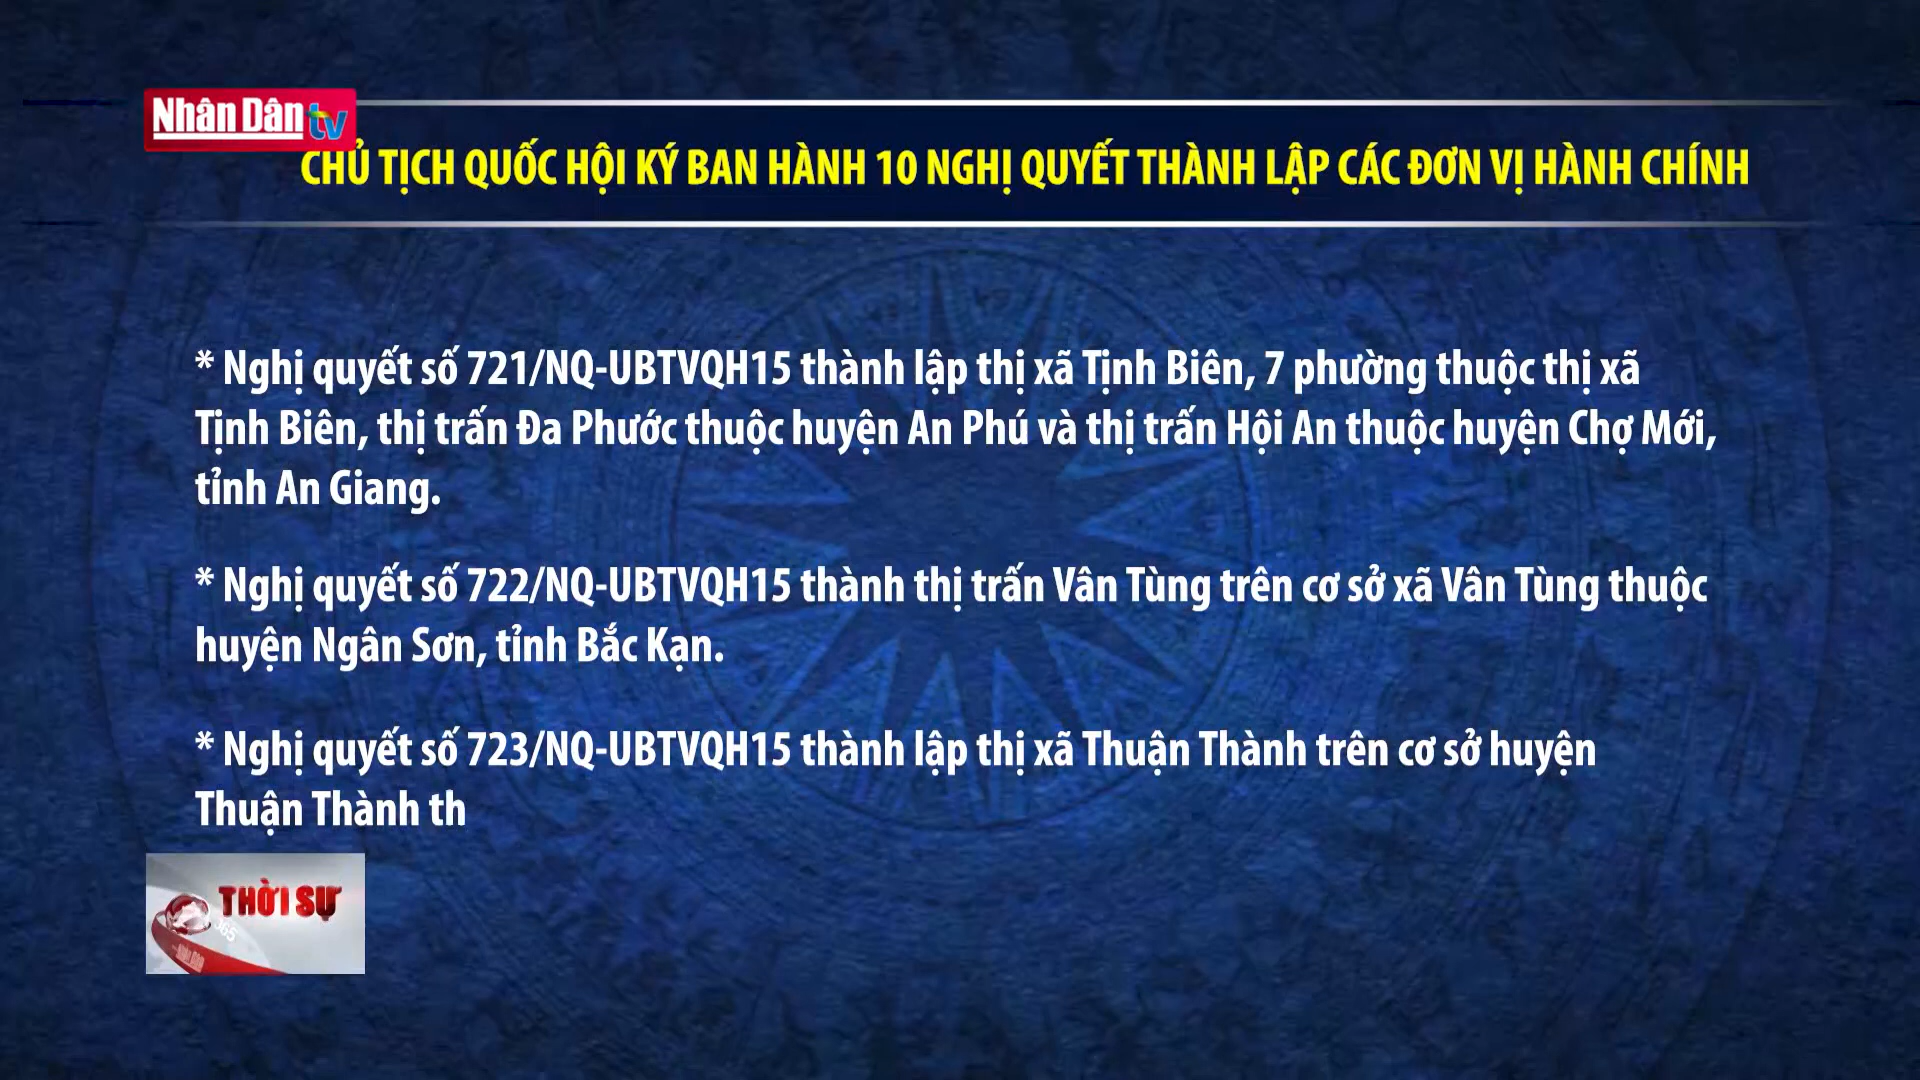 Nhân Dân tv
CHỦ TỊCH QUỐC HỘI KÝ BAN HÀNH 10 NGHỊ QUYẾT THÀNH LẬP CÁC ĐƠN VỊ HÀNH CHÍNH
* Nghị quyết số 721/NQ-UBTVQH15 thành lập thị xã Tịnh Biên, 7 phường thuộc thị xã
Tịnh Biên, thị trấn Đa Phước thuộc huyện An Phú và thị trấn Hội An thuộc huyện Chợ Mới,
tỉnh An Giang.
* Nghị quyết số 722/NQ-UBTVQH15 thành thị trấn Vân Tùng trên cơ sở xã Vân Tùng thuộc
huyện Ngân Sơn, tỉnh Bắc Kạn.
* Nghị quyết số 723/NQ-UBTVQH15 thành lập thị xã Thuận Thành trên cơ sở huyện
Thuận Thành th
THỜI SỰ
365